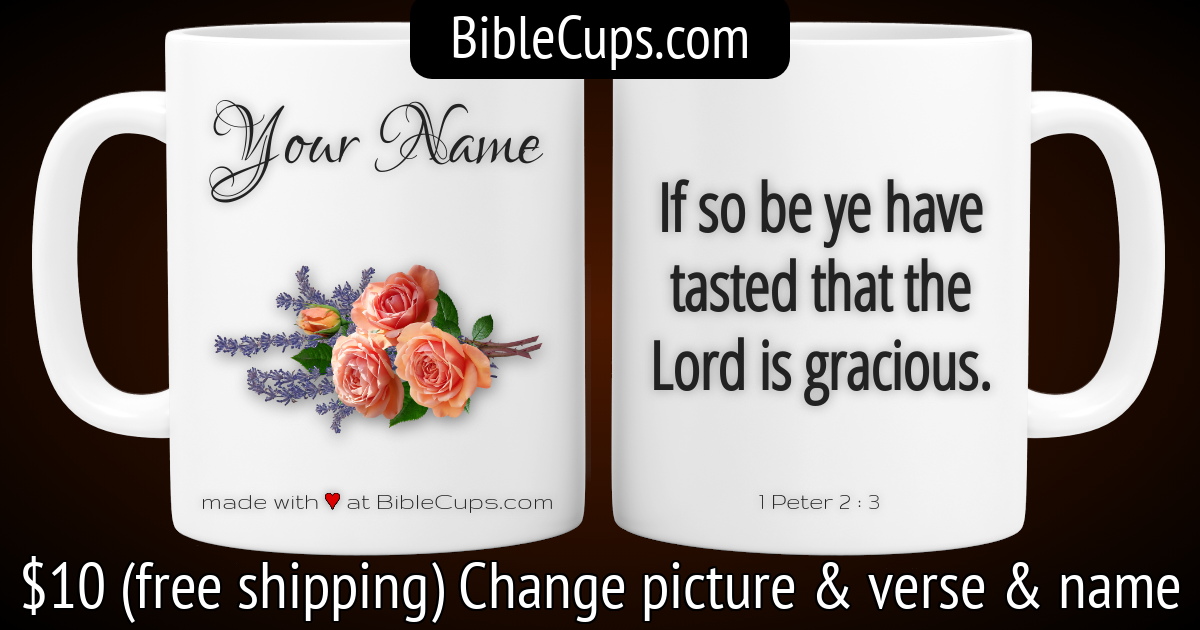 BibleCups.com
Your Name
made with ♥ at BibleCups.com
If so be ye have
tasted that the
Lord is gracious.
1 Peter 2 : 3
$10 (free shipping) Change picture & verse & name